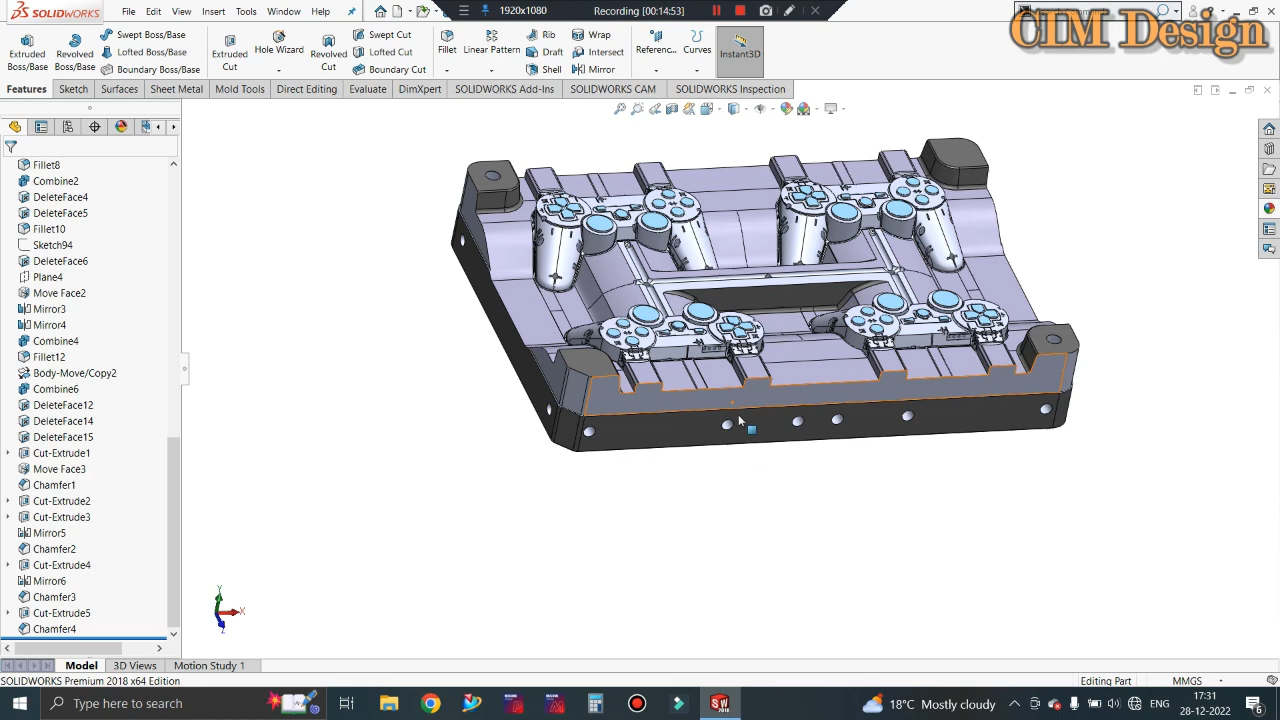 SOLIDWORKS
File
Edit
View
Insert
Tools
Window
Help
1920x1080
Recording [00:14:53]
CIM Design
Extruded Boss/Base
Revolved Boss/Base
Swept Boss/Base
Lofted Boss/Base
Boundary Boss/Base
Extruded Cut
Hole Wizard
Revolved Cut
Swept Cut
Lofted Cut
Boundary Cut
Fillet
Linear Pattern
Rib
Draft
Shell
Wrap
Intersect
Mirror
Referenc...
Curves
Instant3D
Features
Sketch
Surfaces
Sheet Metal
Mold Tools
Direct Editing
Evaluate
DimXpert
SOLIDWORKS Add-Ins
SOLIDWORKS CAM
SOLIDWORKS Inspection
Fillet8
Combine2
DeleteFace4
DeleteFace5
Fillet10
Sketch94
DeleteFace6
Plane4
Move Face2
Mirror3
Mirror4
Combine4
Fillet12
Body-Move/Copy2
Combine6
DeleteFace12
DeleteFace14
DeleteFace15
Cut-Extrude1
Move Face3
Chamfer1
Cut-Extrude2
Cut-Extrude3
Mirror5
Chamfer2
Cut-Extrude4
Mirror6
Chamfer3
Cut-Extrude5
Chamfer4
Y
X
Z
Model
3D Views
Motion Study 1
SOLIDWORKS Premium 2018 x64 Edition
Editing Part
MMGS
Type here to search
18°C Mostly cloudy
ENG
17:31
28-12-2022
6